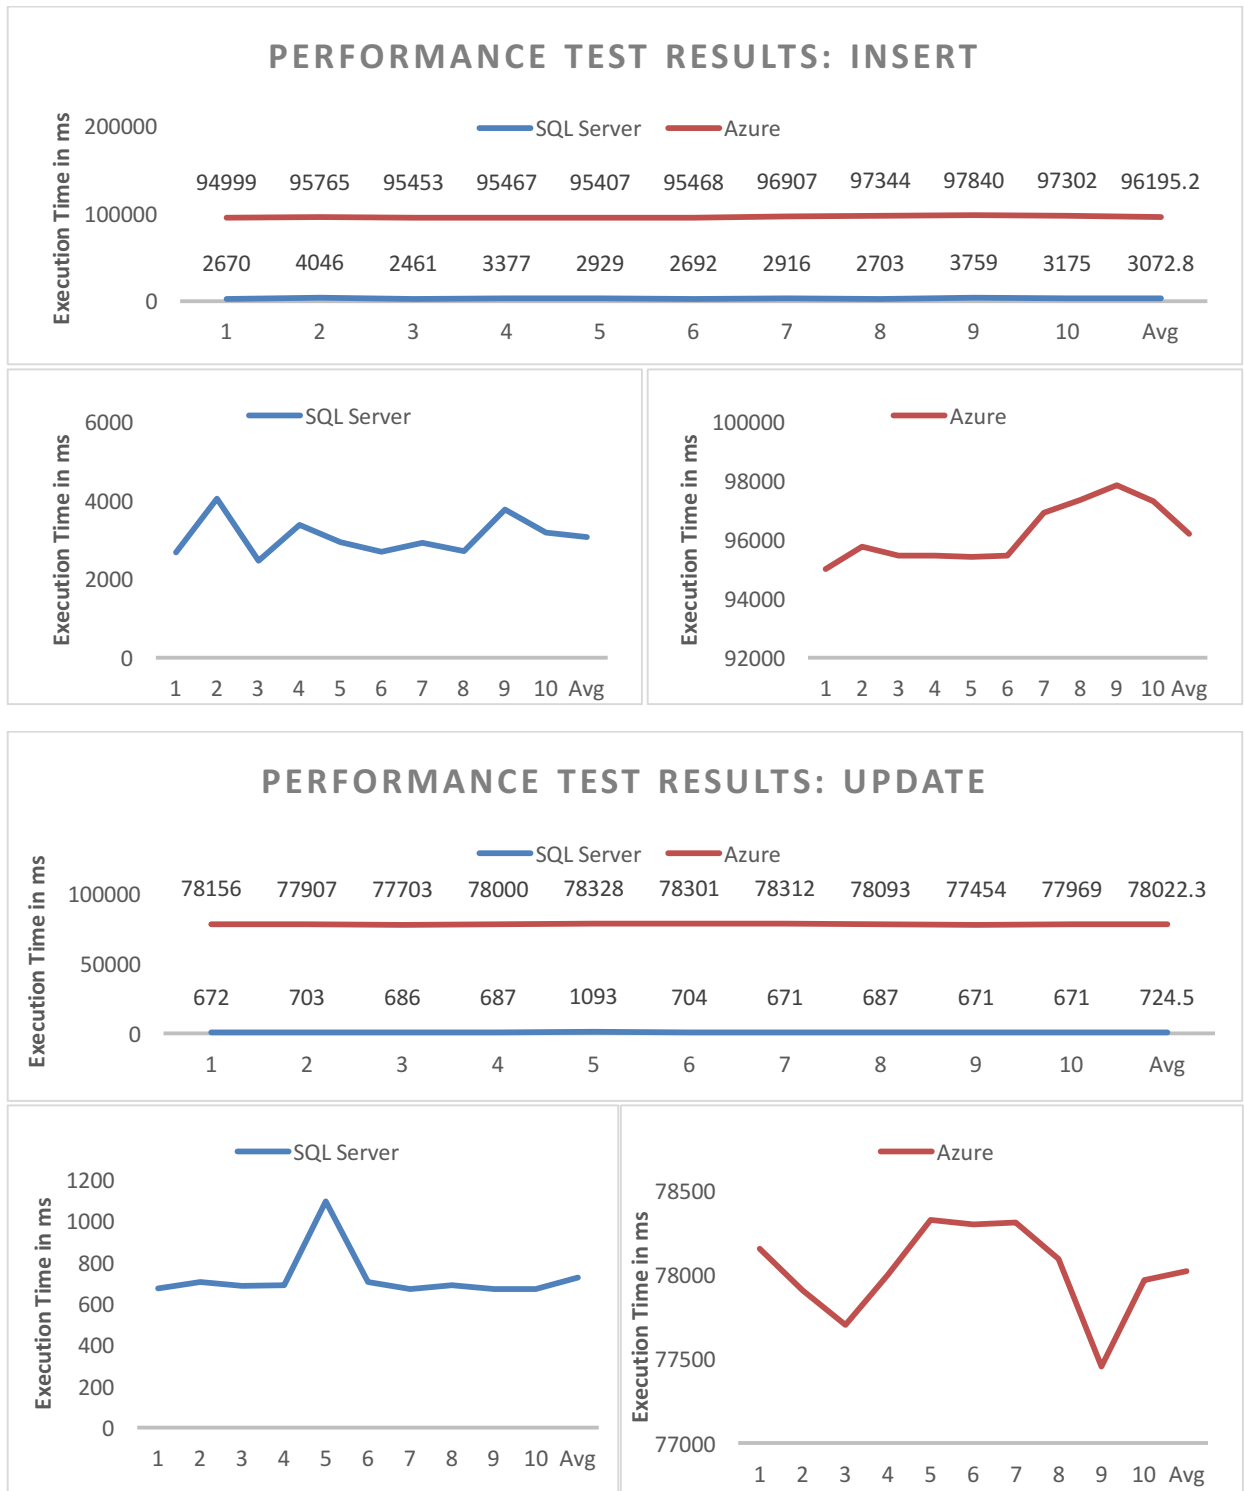 PERFORMANCE TEST RESULTS: INSERT
SQL Server Azure
Execution Time in ms
200000
100000
0
94999 95765 95453 95467 95407 95468 96907 97344 97840 97302 96195.2
2670 4046 2461 3377 2929 2692 2916 2703 3759 3175 3072.8
1 2 3 4 5 6 7 8 9 10 Avg
SQL Server
Execution Time in ms
6000
4000
2000
0
1 2 3 4 5 6 7 8 9 10 Avg
Azure
Execution Time in ms
100000
98000
96000
94000
92000
1 2 3 4 5 6 7 8 9 10 Avg
PERFORMANCE TEST RESULTS: UPDATE
SQL Server Azure
Execution Time in ms
100000
50000
0
78156 77907 77703 78000 78328 78301 78312 78093 77454 77969 78022.3
672 703 686 687 1093 704 671 687 671 671 724.5
1 2 3 4 5 6 7 8 9 10 Avg
SQL Server
Execution Time in ms
1200
1000
800
600
400
200
0
1 2 3 4 5 6 7 8 9 10 Avg
Azure
Execution Time in ms
78500
78000
77500
77000
1 2 3 4 5 6 7 8 9 10 Avg